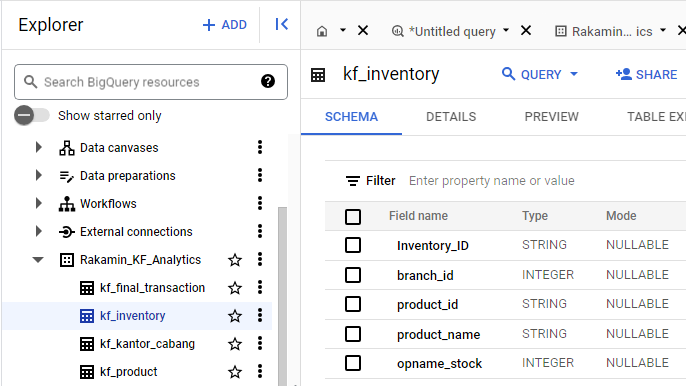 Explorer
+ ADD
Search BigQuery resources
Show starred only
Data canvases
Data preparations
Workflows
External connections
Rakamin_KF_Analytics
kf_final_transaction
kf_inventory
kf_kantor_cabang
kf_product
*Untitled query
Rakamin... ics
kf_inventory
QUERY
SHARE
SCHEMA DETAILS PREVIEW TABLE EX
Filter Enter property name or value
Field name Type Mode
Inventory_ID STRING NULLABLE
branch_id INTEGER NULLABLE
product_id STRING NULLABLE
product_name STRING NULLABLE
opname_stock INTEGER NULLABLE